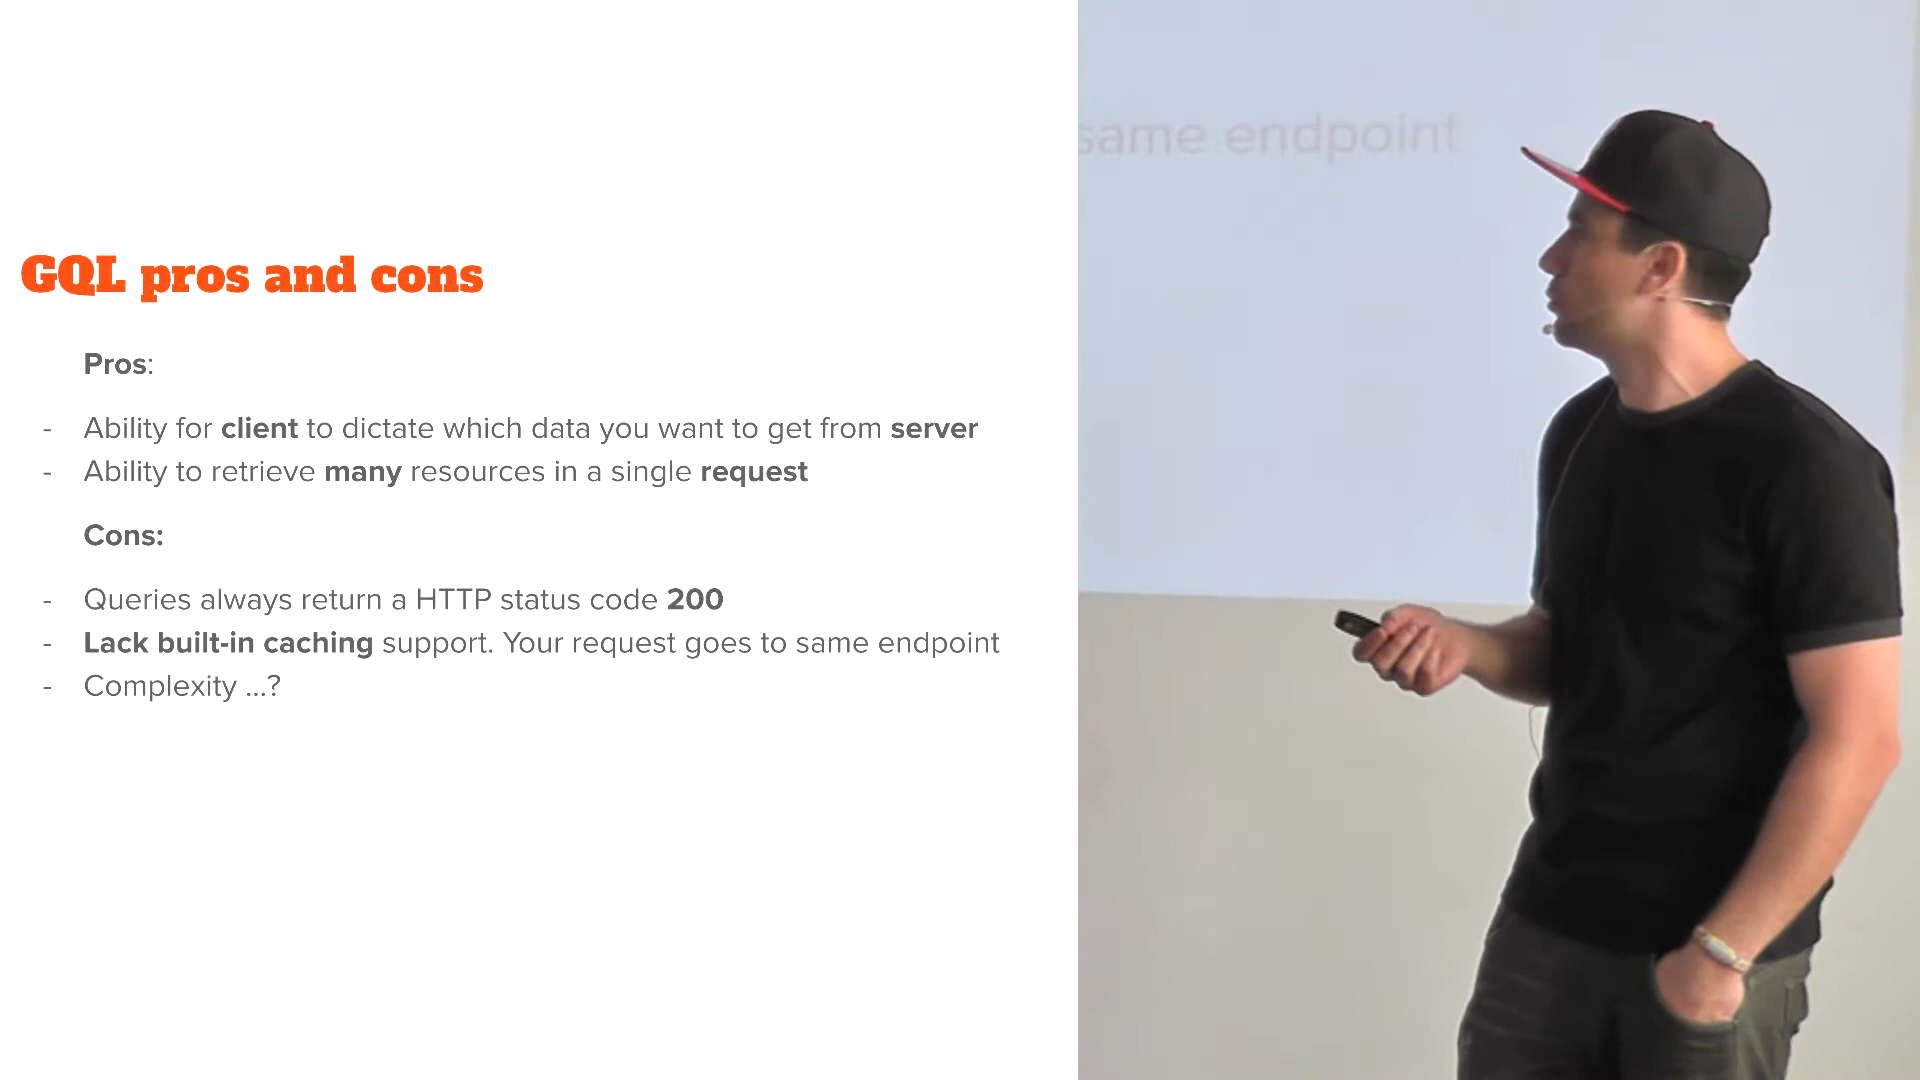 GQL pros and cons
Pros:
- Ability for client to dictate which data you want to get from server
- Ability to retrieve many resources in a single request
Cons:
- Queries always return a HTTP status code 200
- Lack built-in caching support. Your request goes to same endpoint
- Complexity ...?
same endpoint